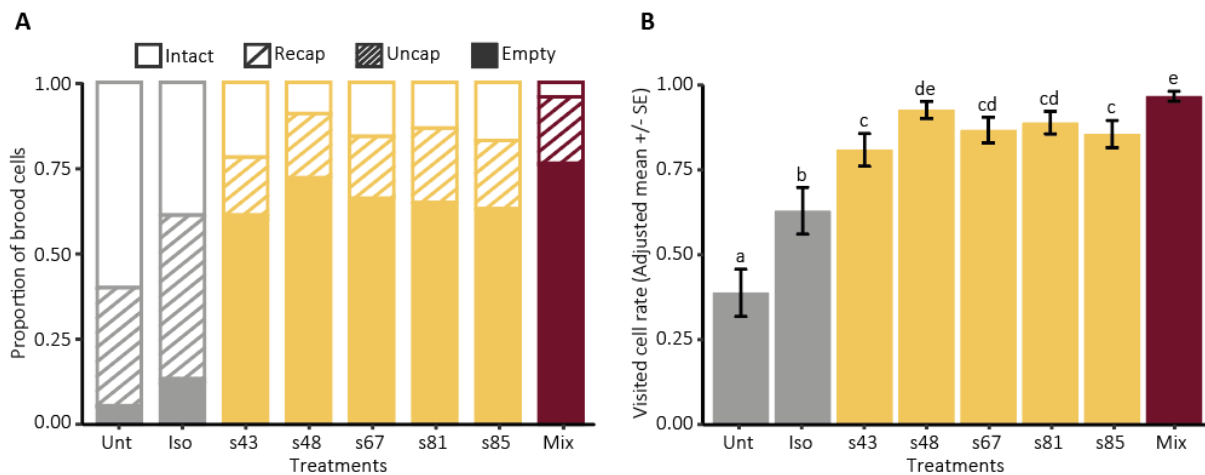 A
Intact Recap Uncap Empty
Proportion of brood cells
1.00
0.75
0.50
0.25
0.00
Unt Iso s43 s48 s67 s81 s85 Mix
Treatments
B
Visited cell rate (Adjusted mean +/- SE)
1.00
0.75
0.50
0.25
0.00
a b c de cd cd c e
Unt Iso s43 s48 s67 s81 s85 Mix
Treatments